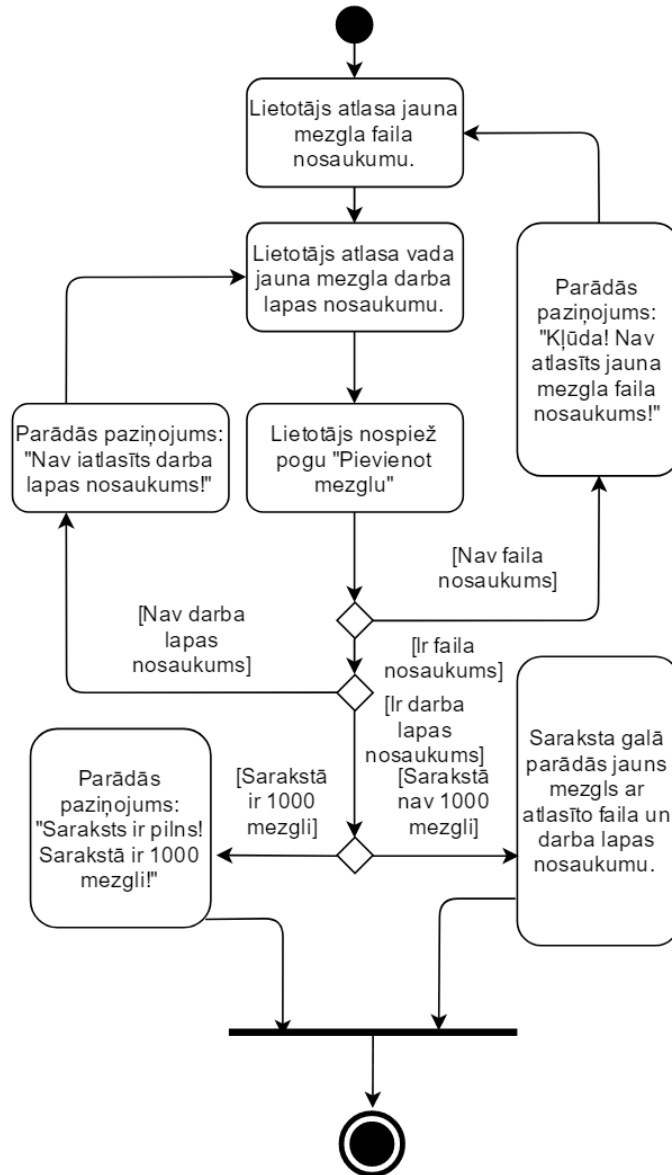 Lietotājs atlasa jauna
mezgla faila
nosaukumu.
Lietotājs atlasa vada
jauna mezgla darba
lapas nosaukumu.
Parādās
paziņojums:
"Kļūda! Nav
atlasīts jauna
mezgla faila
nosaukums!"
Parādās paziņojums:
"Nav iatlasīts darba
lapas nosaukums!"
Lietotājs nospiež
pogu "Pievienot
mezglu"
[Nav faila
nosaukums]
[Nav darba
lapas
nosaukums]
[Ir faila
nosaukums]
[Ir darba
lapas
nosaukums]
[Sarakstā
ir 1000
mezgli]
[Sarakstā
nav 1000
mezgli]
Parādās
paziņojums:
"Saraksts ir pilns!
Sarakstā ir 1000
mezgli!"
Saraksta galā
parādās jauns
mezgls ar
atlasīto faila un
darba lapas
nosaukumu.